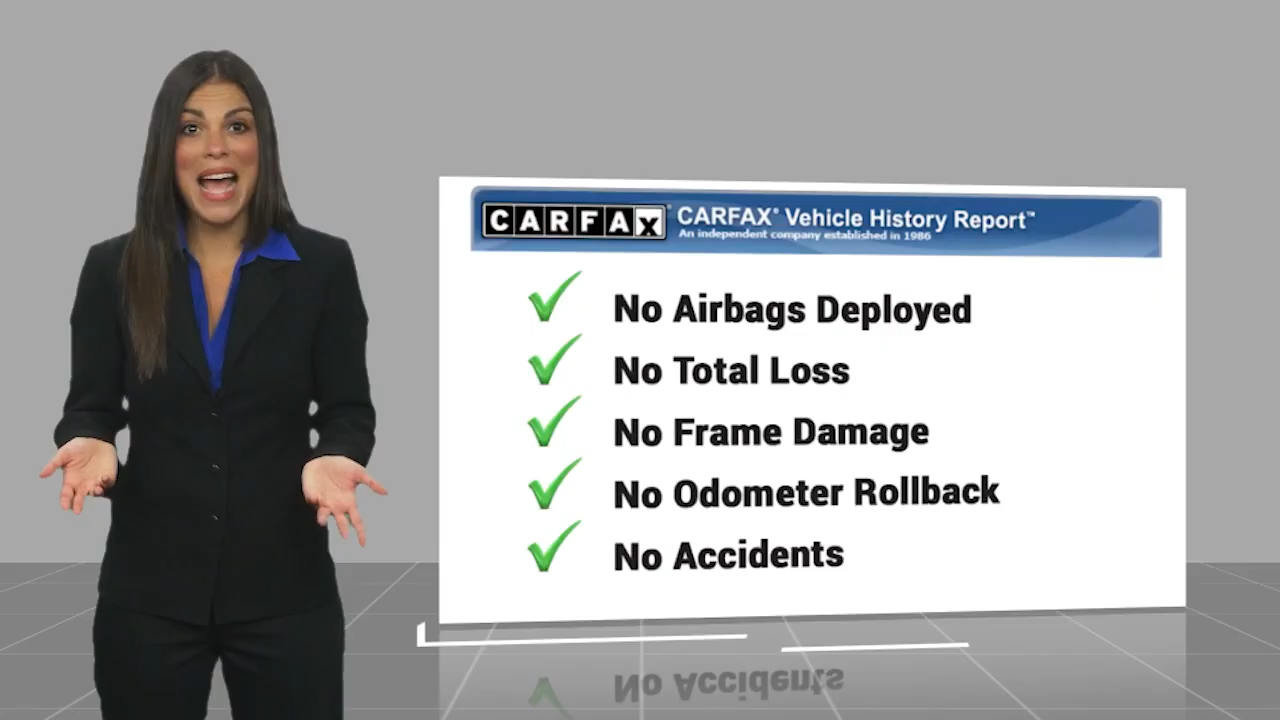 CARFAX® CARFAX® Vehicle History Report™
An independent company established in 1986
No Airbags Deployed
No Total Loss
No Frame Damage
No Odometer Rollback
No Accidents
No Accidents